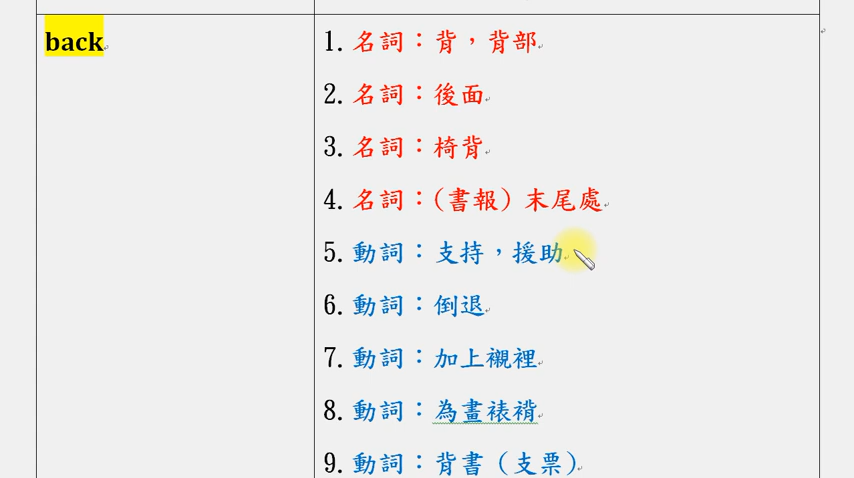 back
1. 名詞：背，背部
2. 名詞：後面
3. 名詞：椅背
4. 名詞：(書報) 末尾處
5. 動詞：支持，援助
6. 動詞：倒退
7. 動詞：加上襯裡
8. 動詞：為畫裱褙
9. 動詞：背書（支票）